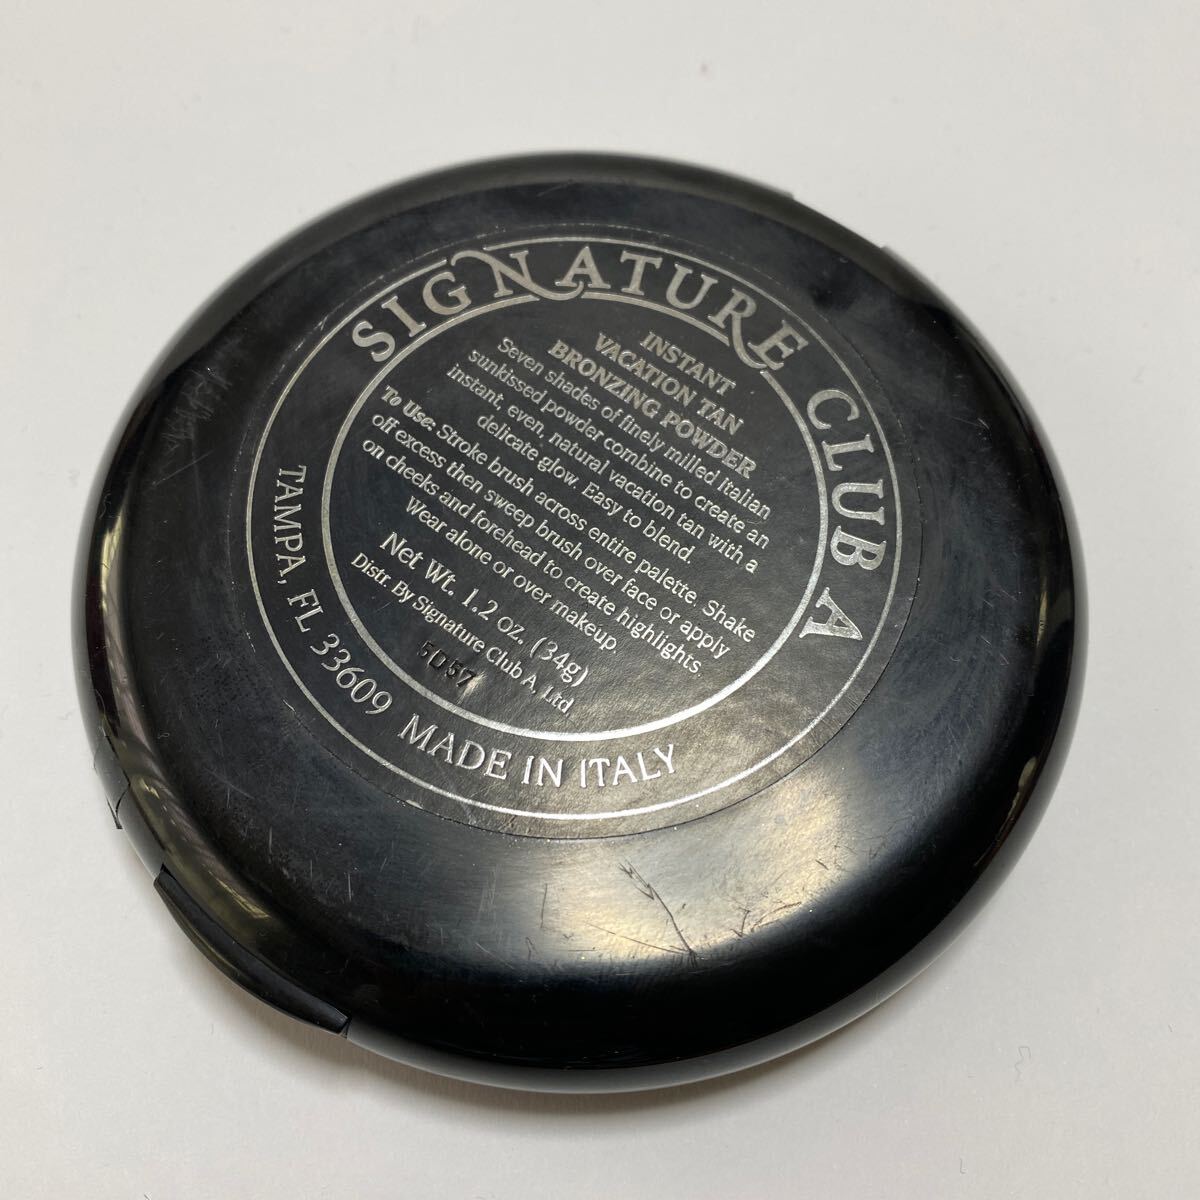 SIGNATURE CLUB A
INSTANT
VACATION TAN
BRONZING POWDER
Seven shades of finely milled Italian
sunkissed powder combine to create an
instant, even, natural vacation tan with a
delicate glow. Easy to blend.
To Use: Stroke brush across entire palette. Shake
off excess then sweep brush over face or apply
on cheeks and forehead to create highlights.
Wear alone or over makeup
Net Wt. 1.2 oz. (34g)
Distr. By Signature Club A, Ltd.
5D57
TAMPA, FL 33609 MADE IN ITALY